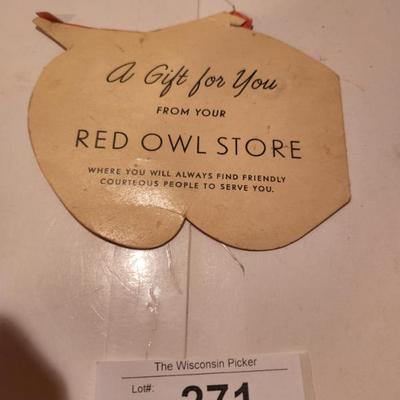 A Gift for You
FROM YOUR
RED OWL STORE
WHERE YOU WILL ALWAYS FIND FRIENDLY
COURTEOUS PEOPLE TO SERVE YOU.
The Wisconsin Picker
Lot#: 271